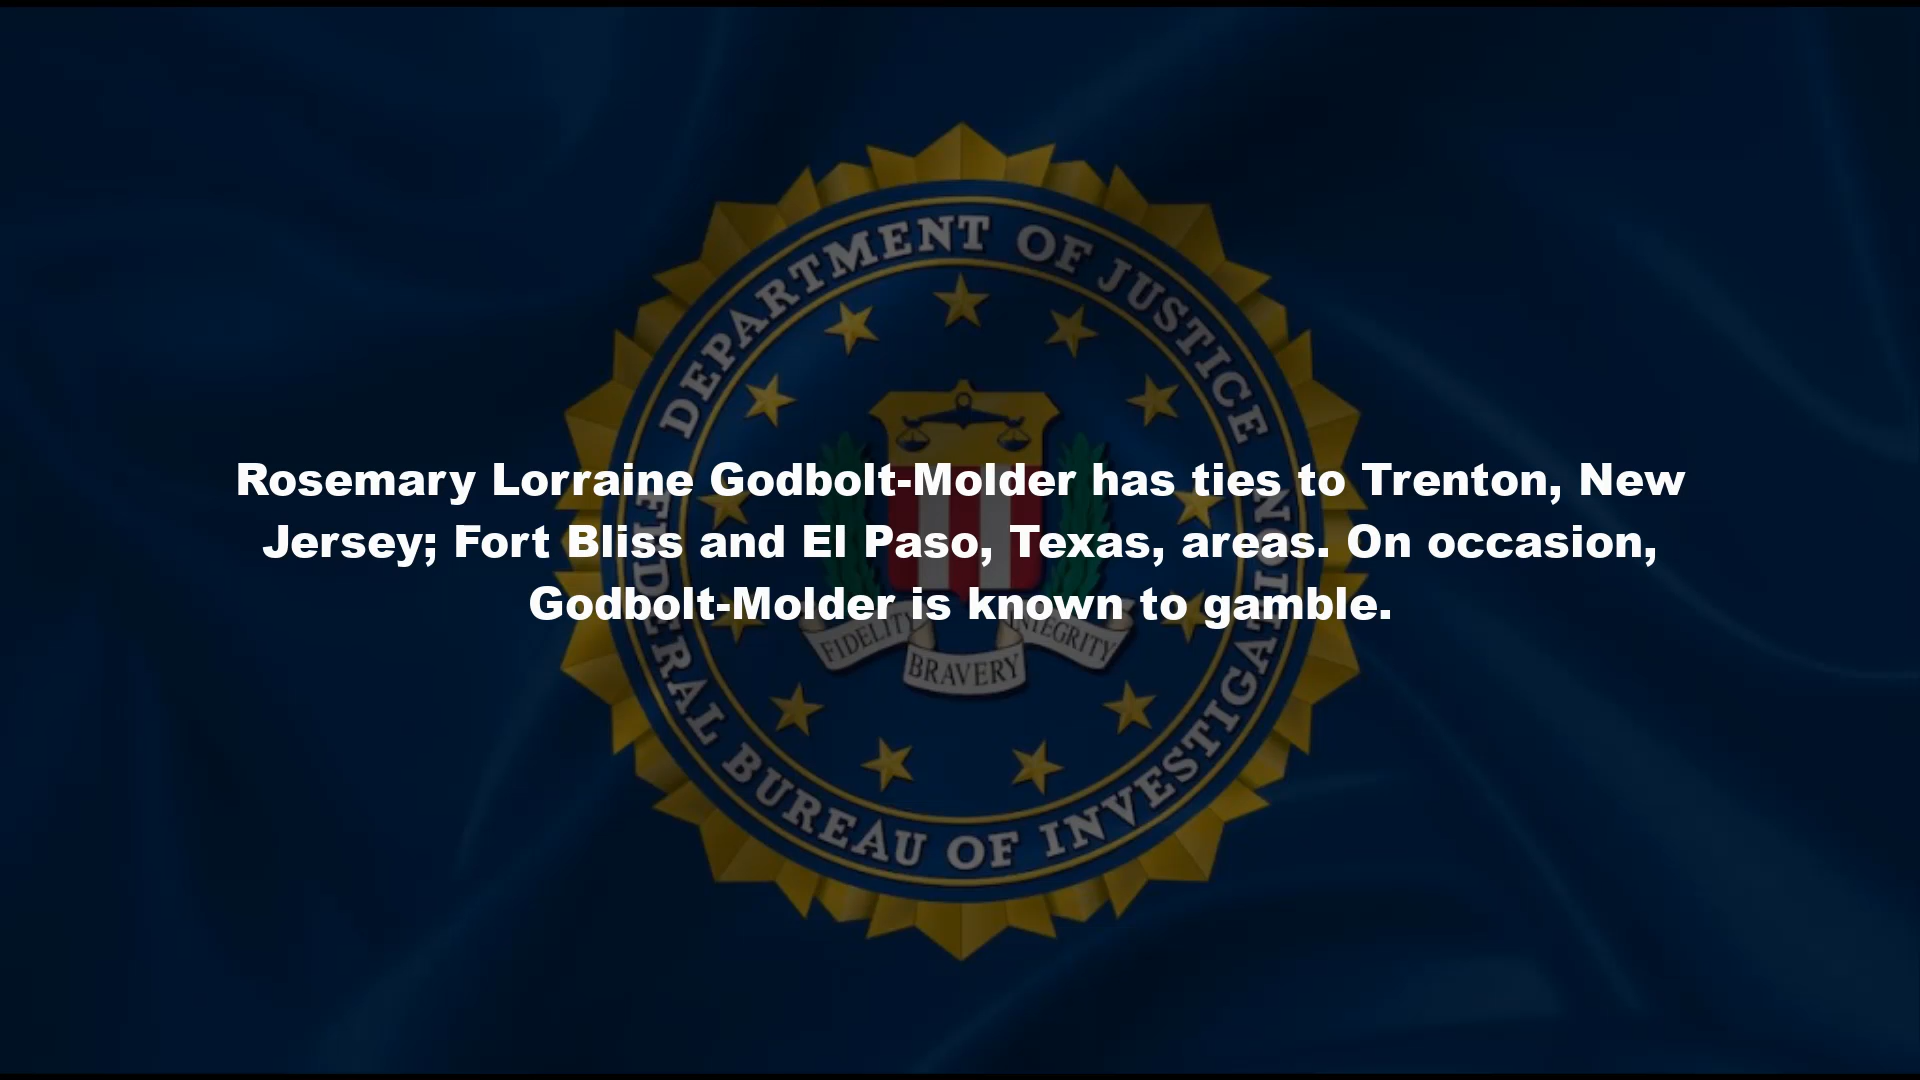 DEPARTMENT OF JUSTICE
Rosemary Lorraine Godbolt-Molder has ties to Trenton, New
Jersey; Fort Bliss and El Paso, Texas, areas. On occasion,
Godbolt-Molder is known to gamble.
FIDELITY
BRAVERY
INTEGRITY
FEDERAL BUREAU OF INVESTIGATION